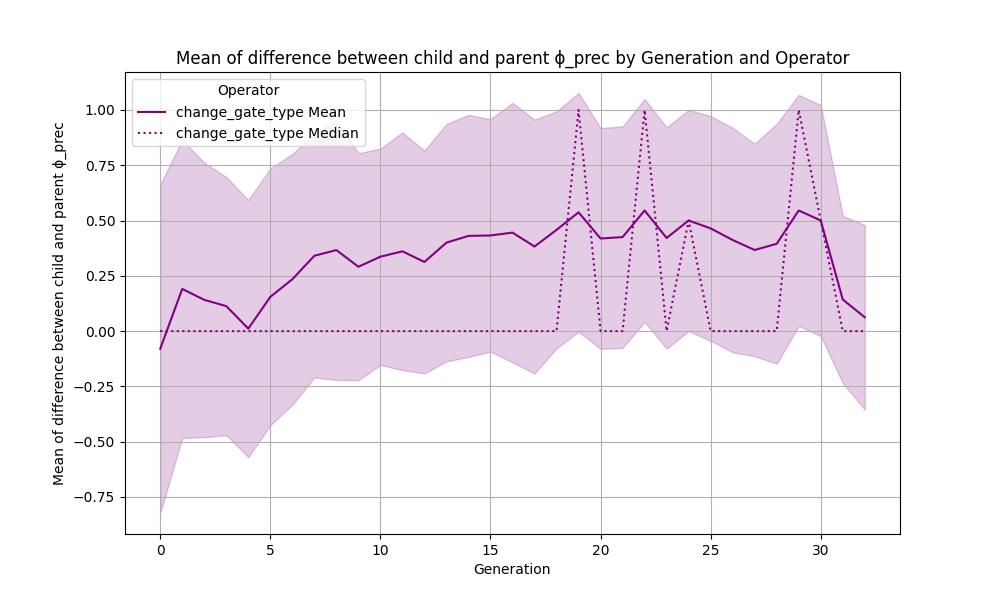 Mean of difference between child and parent ϕ_prec by Generation and Operator
Operator
change_gate_type Mean
change_gate_type Median
Mean of difference between child and parent ϕ_prec
1.00
0.75
0.50
0.25
0.00
−0.25
−0.50
−0.75
0 5 10 15 20 25 30
Generation